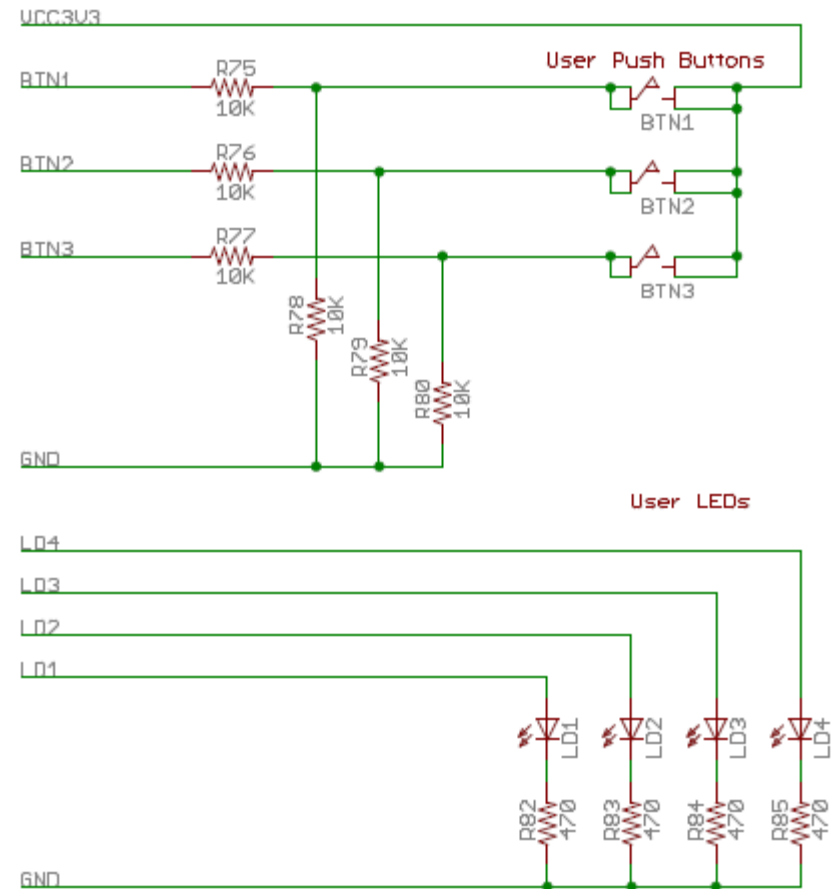 VCC3V3
User Push Buttons
BTN1
R75
10K
BTN1
BTN2
R76
10K
BTN2
BTN3
R77
10K
BTN3
R78
10K
R79
10K
R80
10K
GND
User LEDs
LD4
LD3
LD2
LD1
LD1
LD2
LD3
LD4
R82
470
R83
470
R84
470
R85
470
GND